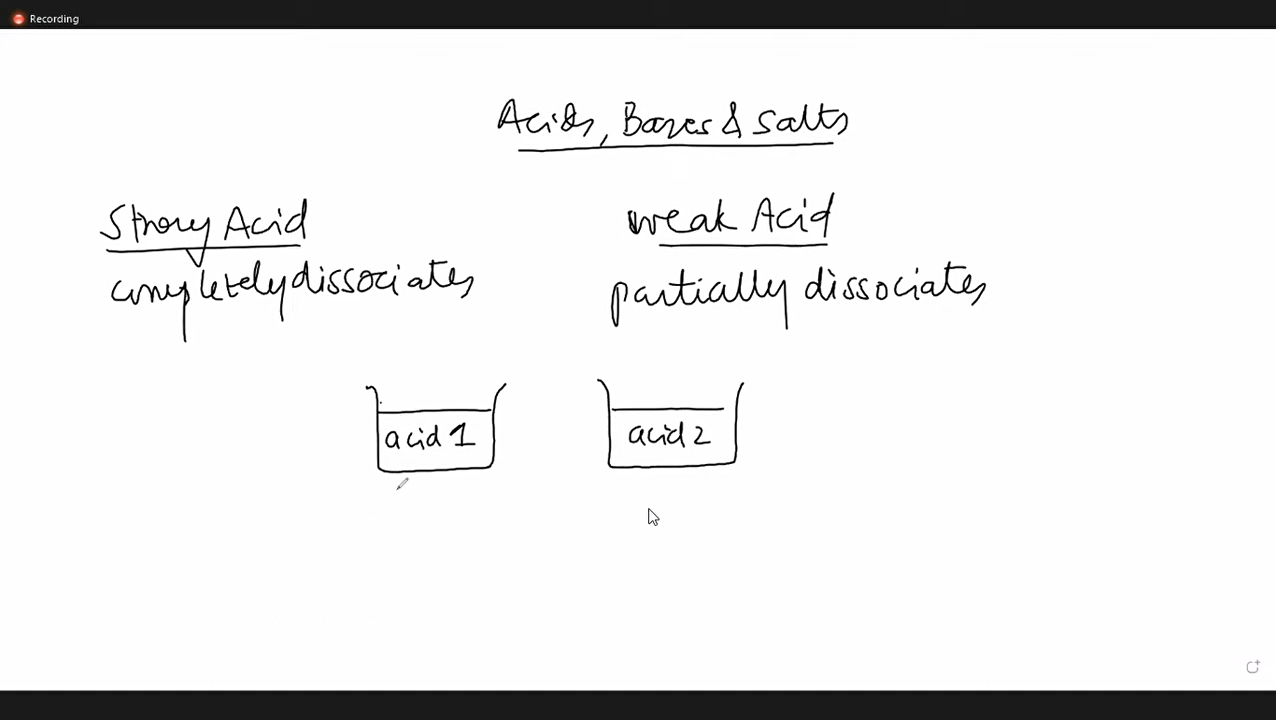 Recording
Acids, Bases & Salts
Strong Acid
weak Acid
completely dissociates
partially dissociates
acid 1
acid 2